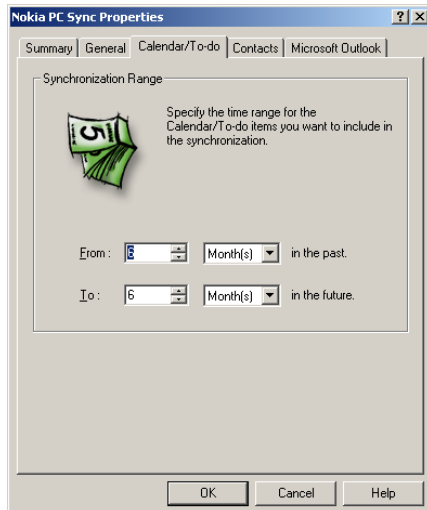 Nokia PC Sync Properties
Summary General Calendar/To-do Contacts Microsoft Outlook
Synchronization Range
5
Specify the time range for the
Calendar/To-do items you want to include in
the synchronization.
From : 6 Month(s) in the past.
To : 6 Month(s) in the future.
OK Cancel Help